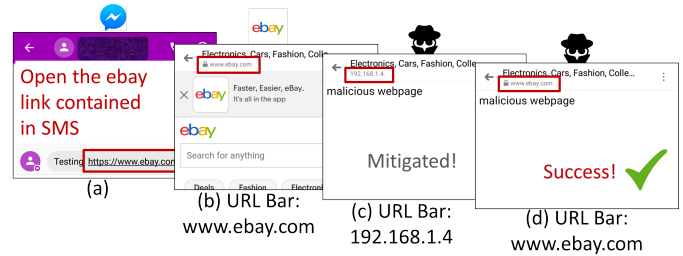 Open the ebay
link contained
in SMS
Testing https://www.ebay.com
(a)
ebay
Electronics, Cars, Fashion, Colle
www.ebay.com
ebay
Faster, Easier, eBay.
It's all in the app
ebay
Search for anything
Deals Fashion Electroni
(b) URL Bar:
www.ebay.com
Electronics, Cars, Fashion, Colle
192.168.1.4
malicious webpage
Mitigated!
(c) URL Bar:
192.168.1.4
Electronics, Cars, Fashion, Colle...
www.ebay.com
malicious webpage
Success!
(d) URL Bar:
www.ebay.com